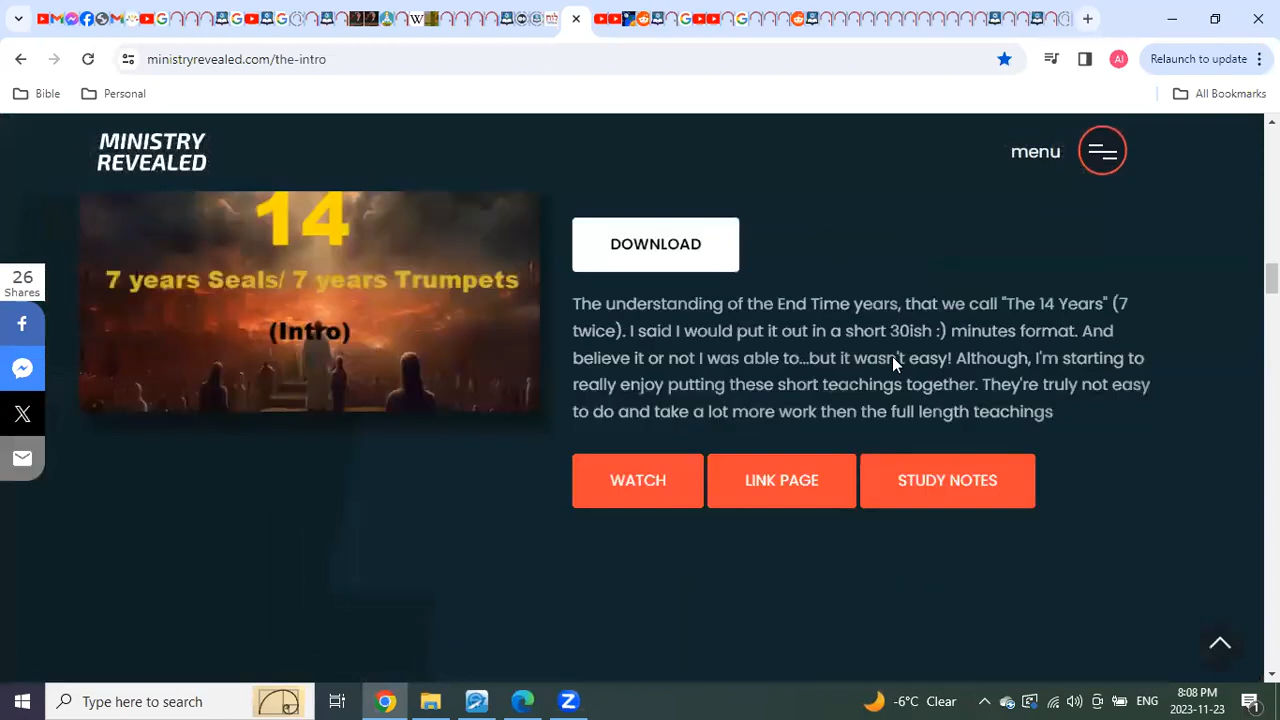 ministryrevealed.com/the-intro
AI
Relaunch to update
Bible
Personal
All Bookmarks
MINISTRY
REVEALED
menu
14
7 years Seals/ 7 years Trumpets
(Intro)
26
Shares
DOWNLOAD
The understanding of the End Time years, that we call "The 14 Years" (7
twice). I said I would put it out in a short 30ish :) minutes format. And
believe it or not I was able to...but it wasn't easy! Although, I'm starting to
really enjoy putting these short teachings together. They're truly not easy
to do and take a lot more work then the full length teachings
WATCH
LINK PAGE
STUDY NOTES
Type here to search
-6°C Clear
ENG
8:08 PM
2023-11-23